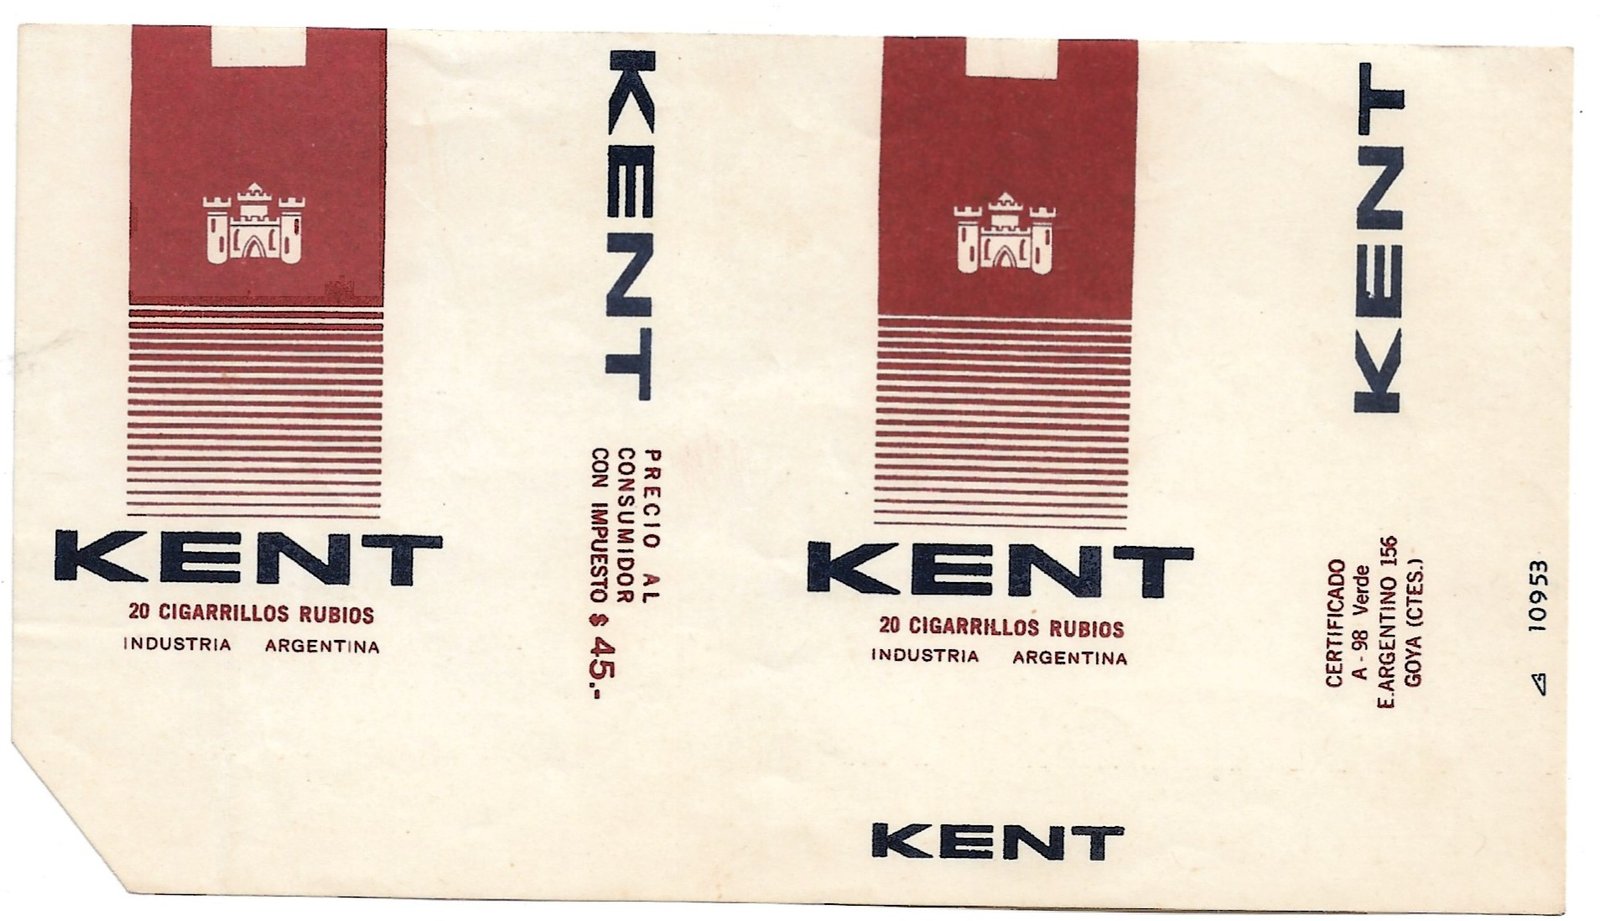 KENT
20 CIGARRILLOS RUBIOS
INDUSTRIA ARGENTINA
KENT
PRECIO AL
CONSUMIDOR
CON IMPUESTO $ 45.-
KENT
20 CIGARRILLOS RUBIOS
INDUSTRIA ARGENTINA
KENT
KENT
CERTIFICADO
A - 98 Verde
E. ARGENTINO 156
GOYA (CTES.)
10953